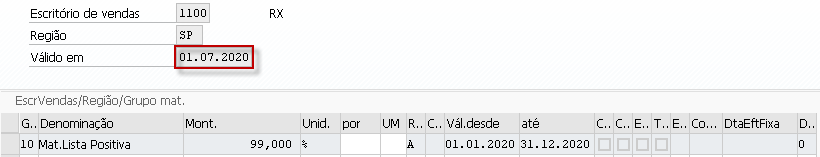 Escritório de vendas 1100 RX
Região SP
Válido em 01.07.2020
EscrVendas/Região/Grupo mat.
G.. Denominação Mont. Unid. por UM R.. C.. Vál.desde até C.. C.. E.. T.. E.. Co... DtaEftFixa D..
10 Mat.Lista Positiva 99,000 % A 01.01.2020 31.12.2020 0